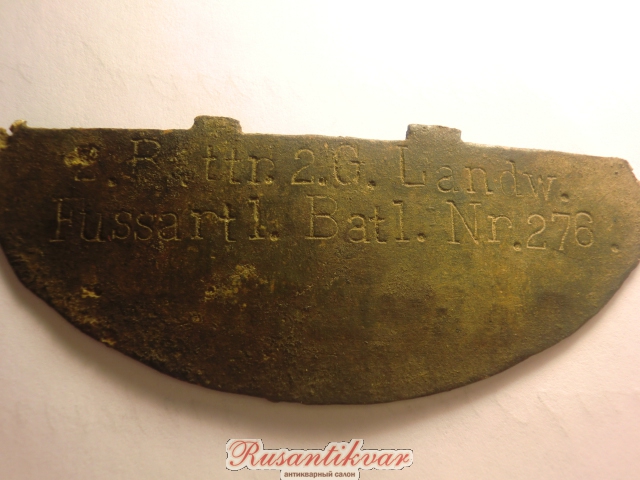 2. Battr. 2. G. Landw.
Fussartl. Batl. Nr. 276.
Rusantikvar
антикварный салон